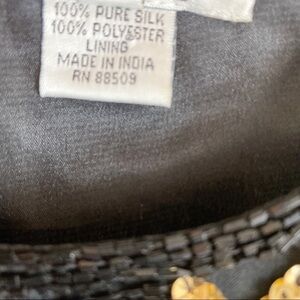 100% PURE SILK
100% POLYESTER
LINING
MADE IN INDIA
RN 88509